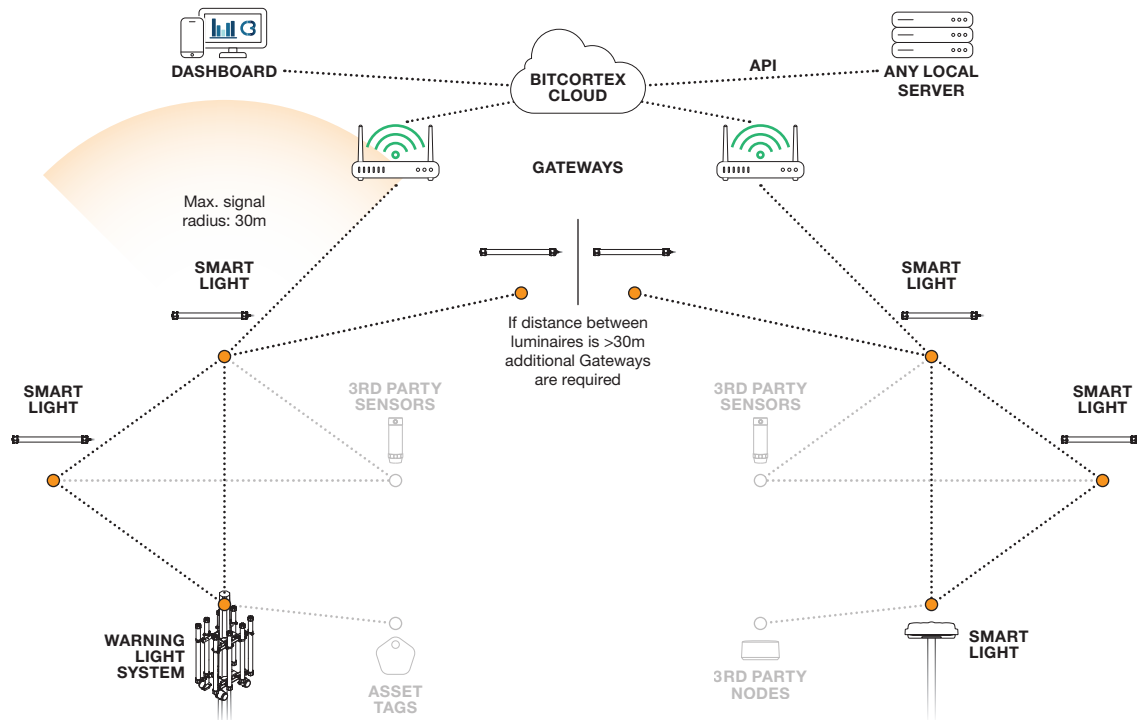 DASHBOARD
BITCORTEX
CLOUD
API
ANY LOCAL
SERVER
GATEWAYS
Max. signal
radius: 30m
SMART
LIGHT
SMART
LIGHT
If distance between
luminaires is >30m
additional Gateways
are required
SMART
LIGHT
3RD PARTY
SENSORS
3RD PARTY
SENSORS
SMART
LIGHT
WARNING
LIGHT
SYSTEM
ASSET
TAGS
3RD PARTY
NODES
SMART
LIGHT